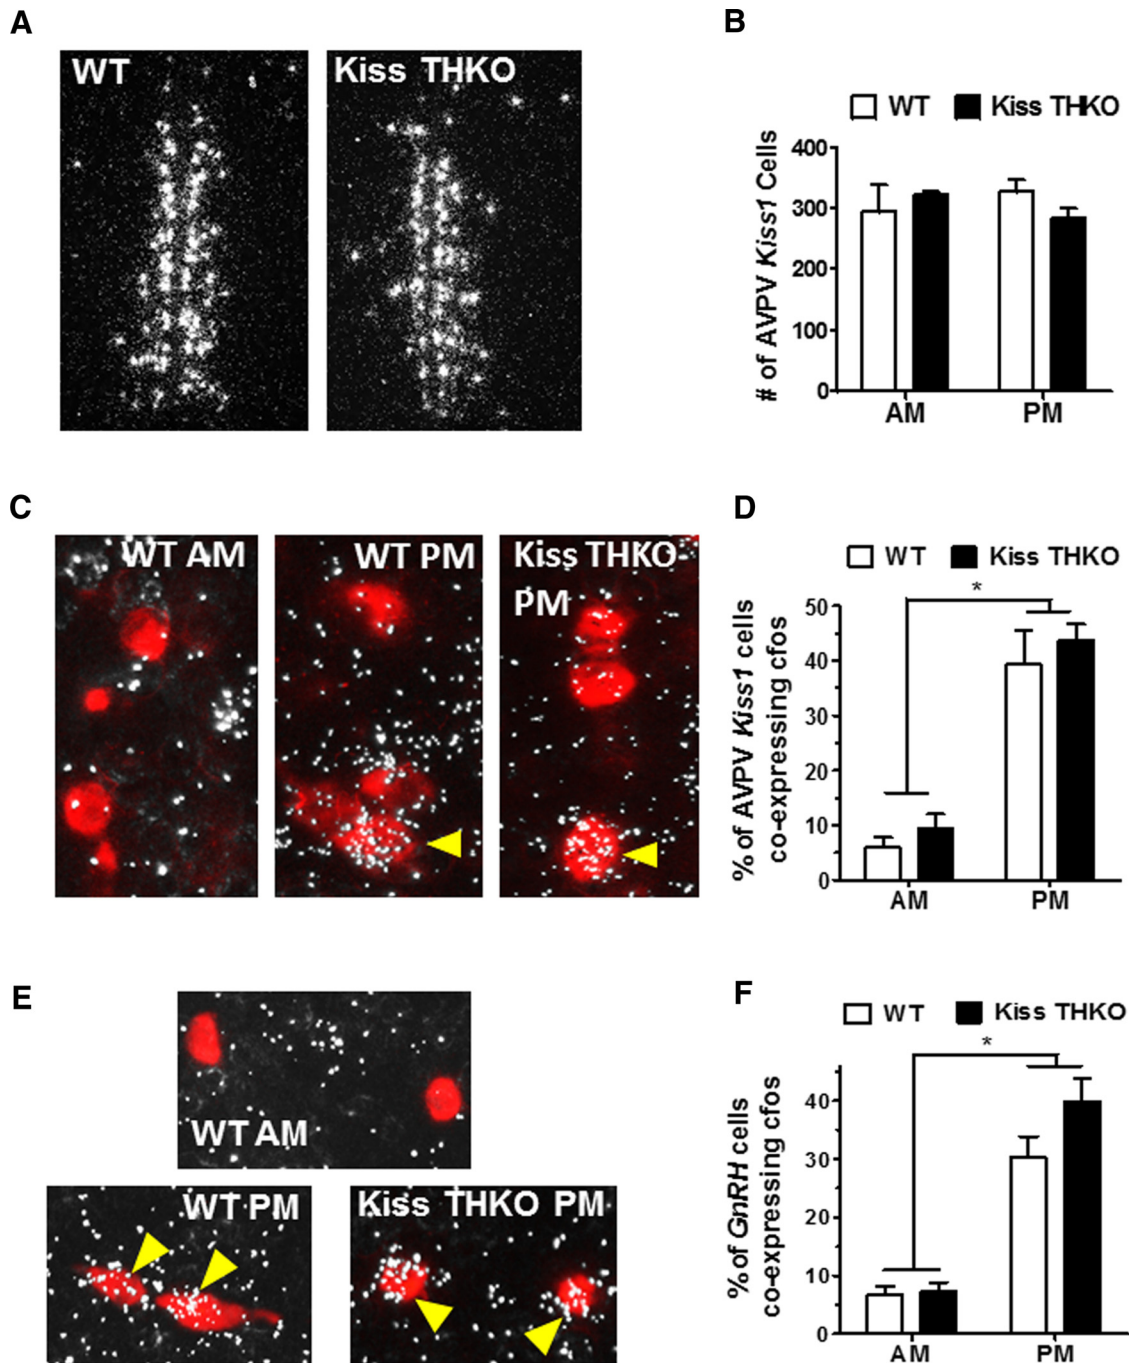 A
WT
Kiss THKO
B
WT Kiss THKO
# of AVPV Kiss1 Cells
400
300
200
100
0
AM PM
C
WT AM
WT PM
Kiss THKO
PM
D
WT Kiss THKO
*
% of AVPV Kiss1 cells
co-expressing cfos
50
40
30
20
10
0
AM PM
E
WT AM
WT PM
Kiss THKO PM
F
WT Kiss THKO
*
% of GnRH cells
co-expressing cfos
40
30
20
10
0
AM PM